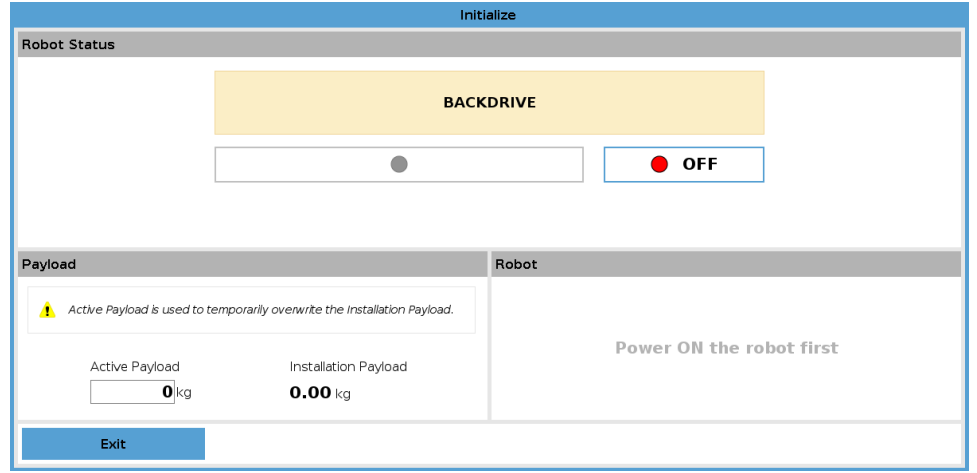 Initialize
Robot Status
BACKDRIVE
OFF
Payload
Active Payload is used to temporarily overwrite the Installation Payload.
Active Payload
Installation Payload
0 kg
0.00 kg
Robot
Power ON the robot first
Exit